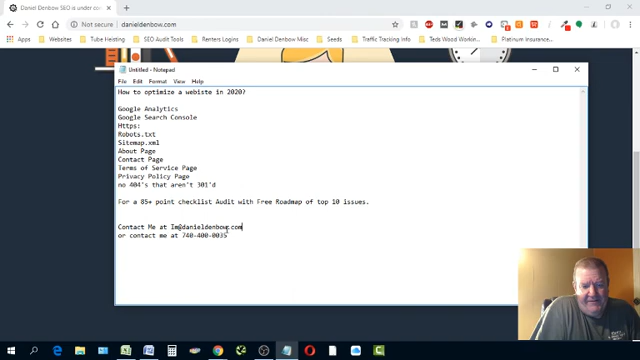 Daniel Denbow SEO is under co
Not secure | danieldenbow.com
Apps
Websites
Tube Heisting
SEO Audit Tools
Renters Logins
Daniel Denbow Misc
Seeds
Traffic Tracking Info
Teds Wood Working
Platinum Insurance...
Untitled - Notepad
File Edit Format View Help
How to optimize a webiste in 2020?
Google Analytics
Google Search Console
Https:
Robots.txt
Sitemap.xml
About Page
Contact Page
Terms of Service Page
Privacy Policy Page
no 404's that aren't 301'd
For a 85+ point checklist Audit with Free Roadmap of top 10 issues.
Contact Me at Im@danieldenbow.com
or contact me at 740-400-0035